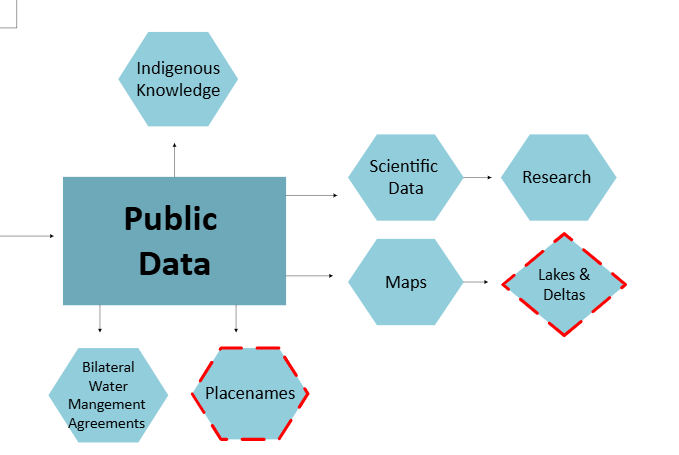 Indigenous
Knowledge
Public
Data
Scientific
Data
Research
Maps
Lakes &
Deltas
Bilateral
Water
Mangement
Agreements
Placenames